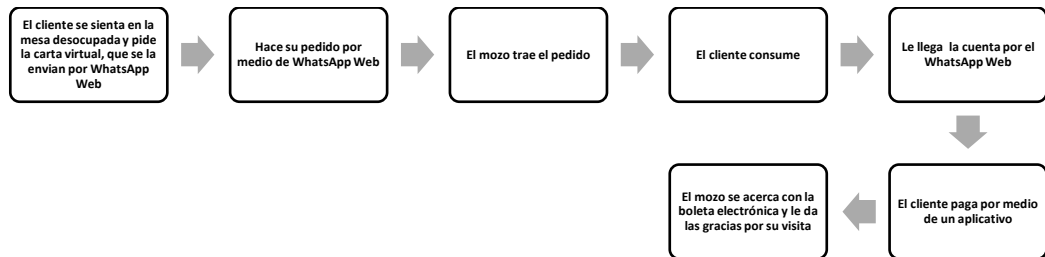 El cliente se sienta en la
mesa desocupada y pide
la carta virtual, que se la
envian por WhatsApp
Web
Hace su pedido por
medio de WhatsApp Web
El mozo trae el pedido
El cliente consume
Le llega la cuenta por el
WhatsApp Web
El cliente paga por medio
de un aplicativo
El mozo se acerca con la
boleta electrónica y le da
las gracias por su visita